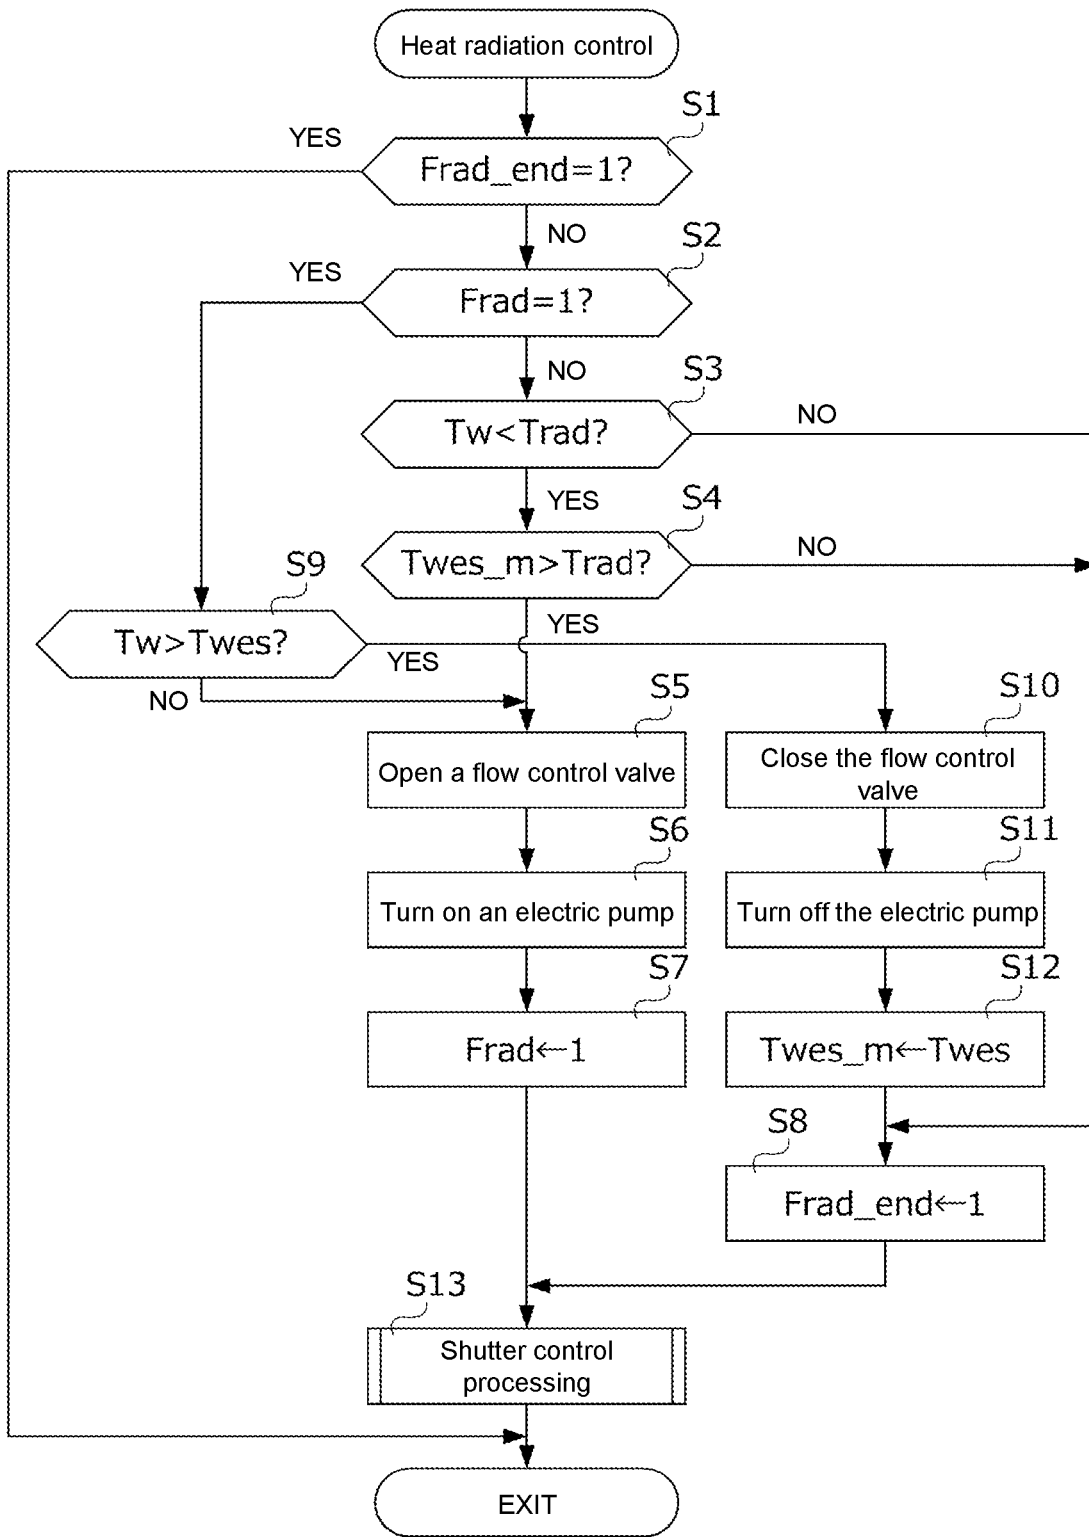 Heat radiation control
S1
YES
Frad_end=1?
NO
S2
YES
Frad=1?
NO
S3
NO
Tw<Trad?
YES
S4
NO
Twes_m>Trad?
S9
YES
Tw>Twes?
YES
NO
S5
S10
Open a flow control valve
Close the flow control
valve
S6
S11
Turn on an electric pump
Turn off the electric pump
S7
S12
Frad←1
Twes_m←Twes
S8
Frad_end←1
S13
Shutter control
processing
EXIT